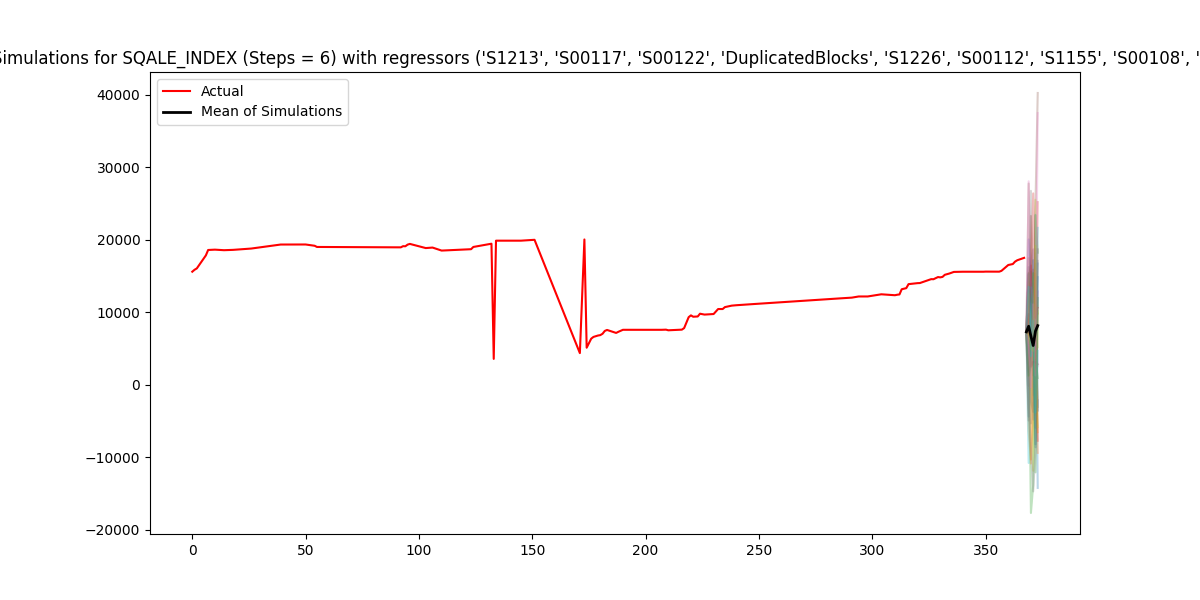 Simulations for SQALE_INDEX (Steps = 6) with regressors ('S1213', 'S00117', 'S00122', 'DuplicatedBlocks', 'S1226', 'S00112', 'S1155', 'S00108', '
Actual
Mean of Simulations
40000
30000
20000
10000
0
−10000
−20000
0 50 100 150 200 250 300 350